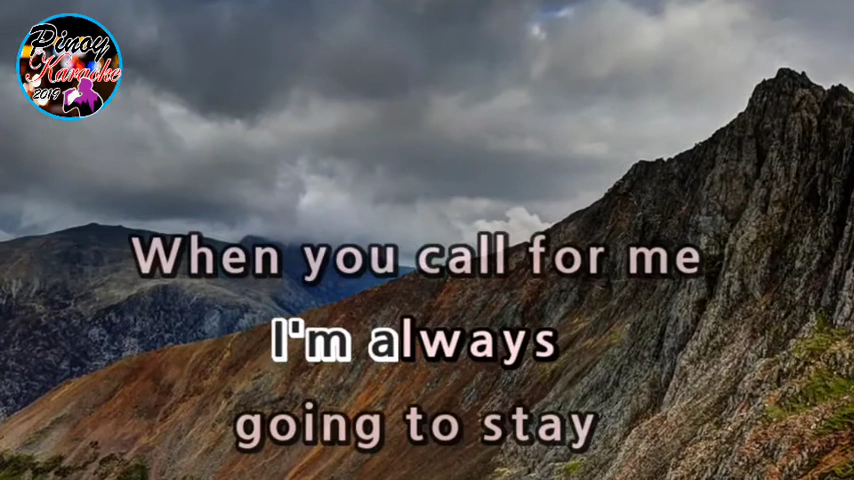 Pinoy
Karaoke
2019
When you call for me
I'm always
going to stay